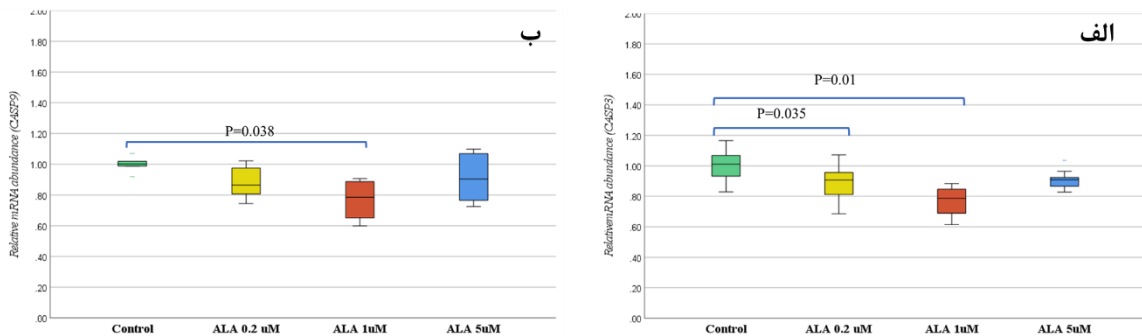 ب
2.00
1.80
1.60
1.40
1.20
1.00
.80
.60
.40
.20
.00
Relative mRNA abundance (CASP9)
P=0.038
Control ALA 0.2 uM ALA 1uM ALA 5uM
الف
2.00
1.80
1.60
1.40
1.20
1.00
.80
.60
.40
.20
.00
RelativemRNA abundance (CASP3)
P=0.01
P=0.035
Control ALA 0.2 uM ALA 1uM ALA 5uM